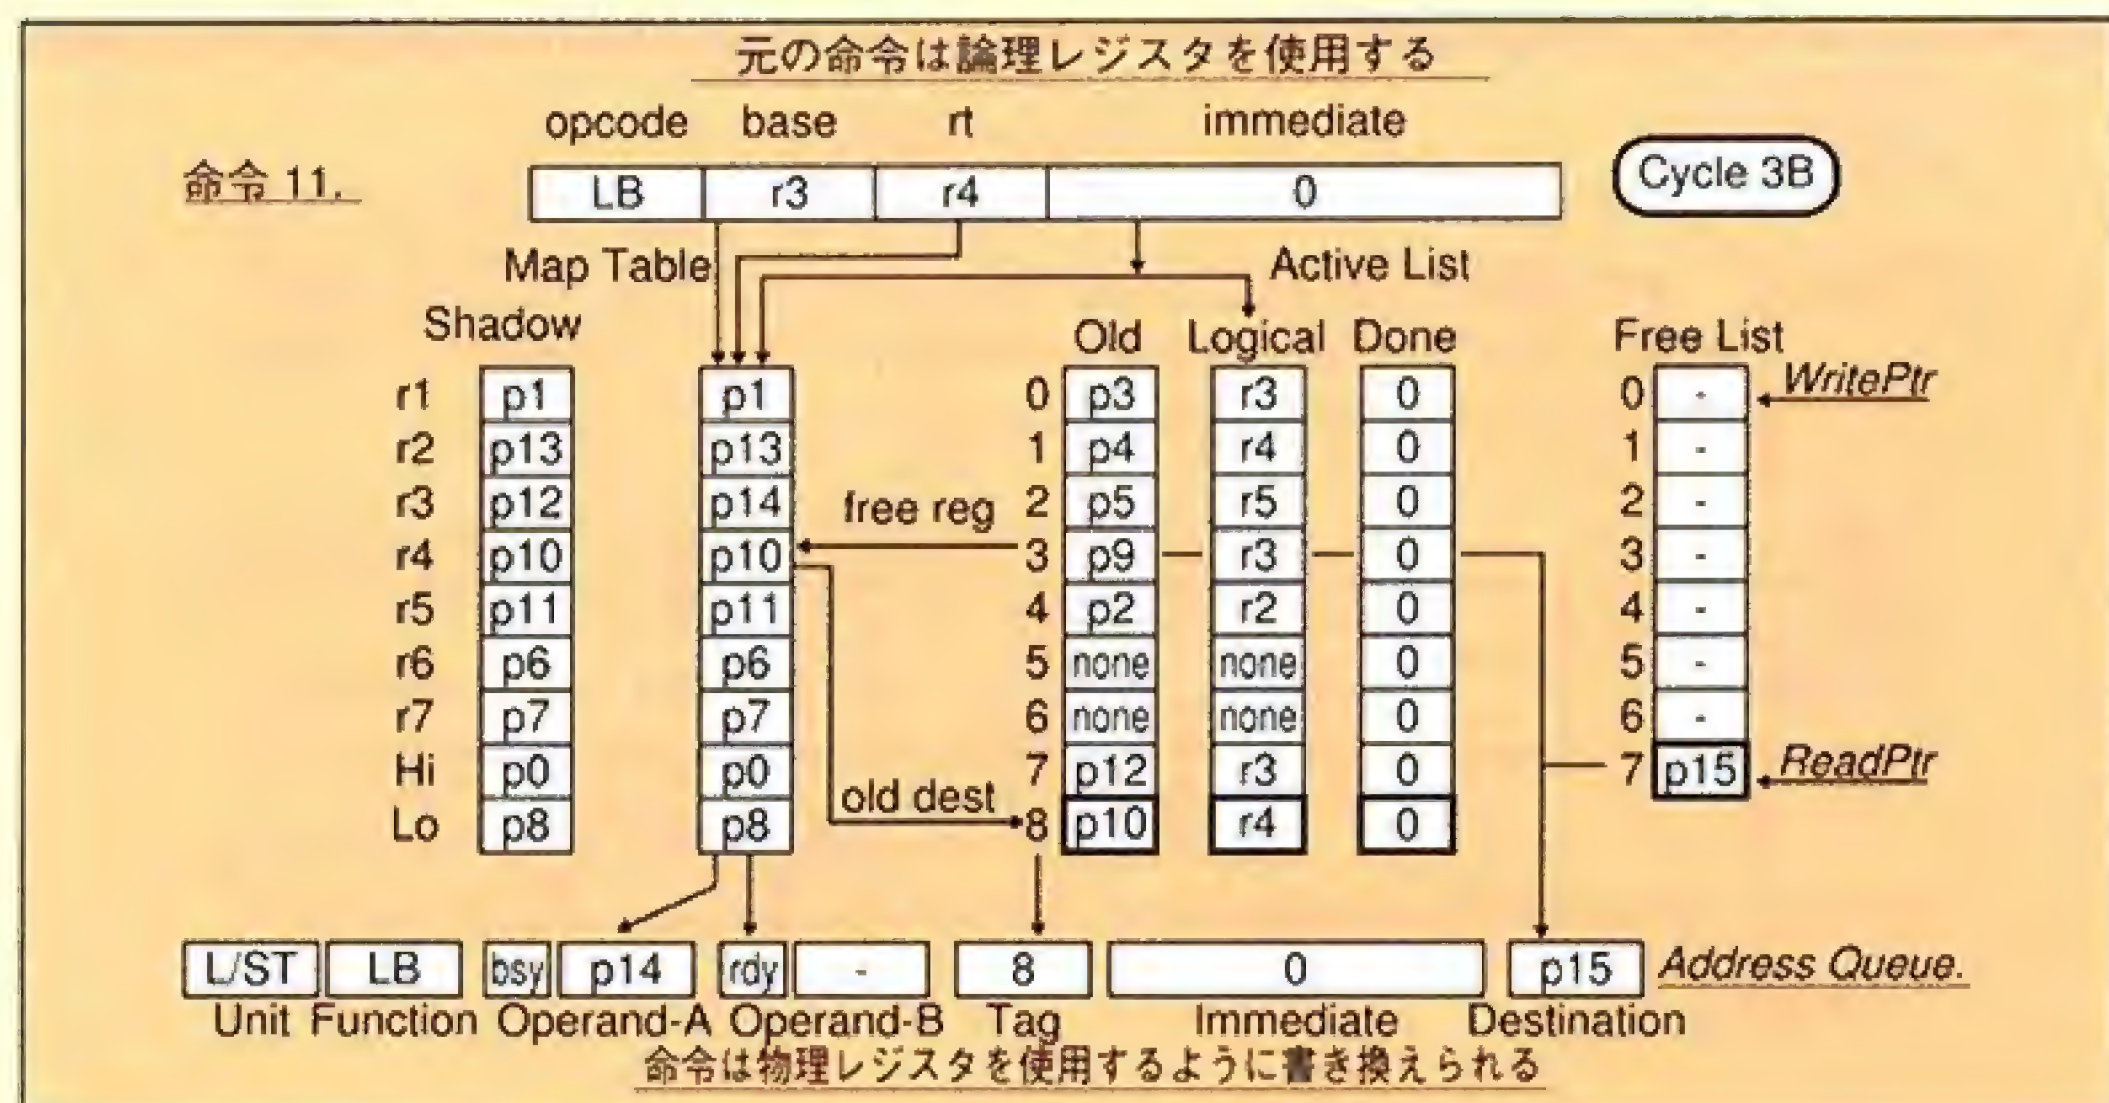 元の命令は論理レジスタを使用する
opcode base rt immediate
命令 11. LB r3 r4 0 Cycle 3B
Map Table Active List
Shadow Old Logical Done Free List
r1 p1 p1 0 p3 r3 0 0 - WritePtr
r2 p13 p13 1 p4 r4 0 1 -
r3 p12 p14 free reg 2 p5 r5 0 2 -
r4 p10 p10 3 p9 r3 0 3 -
r5 p11 p11 4 p2 r2 0 4 -
r6 p6 p6 5 none none 0 5 -
r7 p7 p7 6 none none 0 6 -
Hi p0 p0 7 p12 r3 0 7 p15 ReadPtr
Lo p8 p8 old dest 8 p10 r4 0
L/ST LB bsy p14 rdy - 8 0 p15 Address Queue.
Unit Function Operand-A Operand-B Tag Immediate Destination
命令は物理レジスタを使用するように書き換えられる